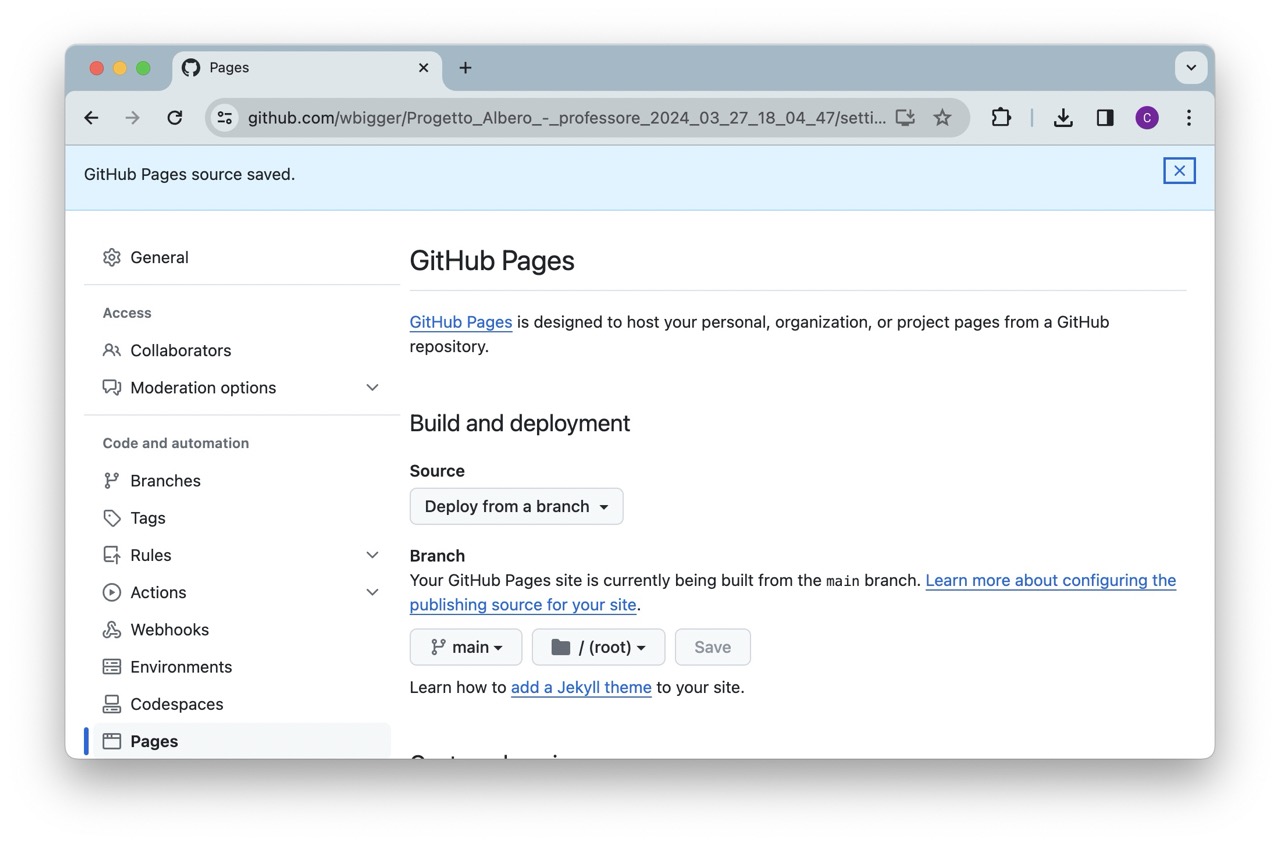 Pages
github.com/wbigger/Progetto_Albero_-_professore_2024_03_27_18_04_47/setti...
C
GitHub Pages source saved.
General
Access
Collaborators
Moderation options
Code and automation
Branches
Tags
Rules
Actions
Webhooks
Environments
Codespaces
Pages
GitHub Pages
GitHub Pages is designed to host your personal, organization, or project pages from a GitHub
repository.
Build and deployment
Source
Deploy from a branch
Branch
Your GitHub Pages site is currently being built from the main branch. Learn more about configuring the
publishing source for your site.
main
/ (root)
Save
Learn how to add a Jekyll theme to your site.